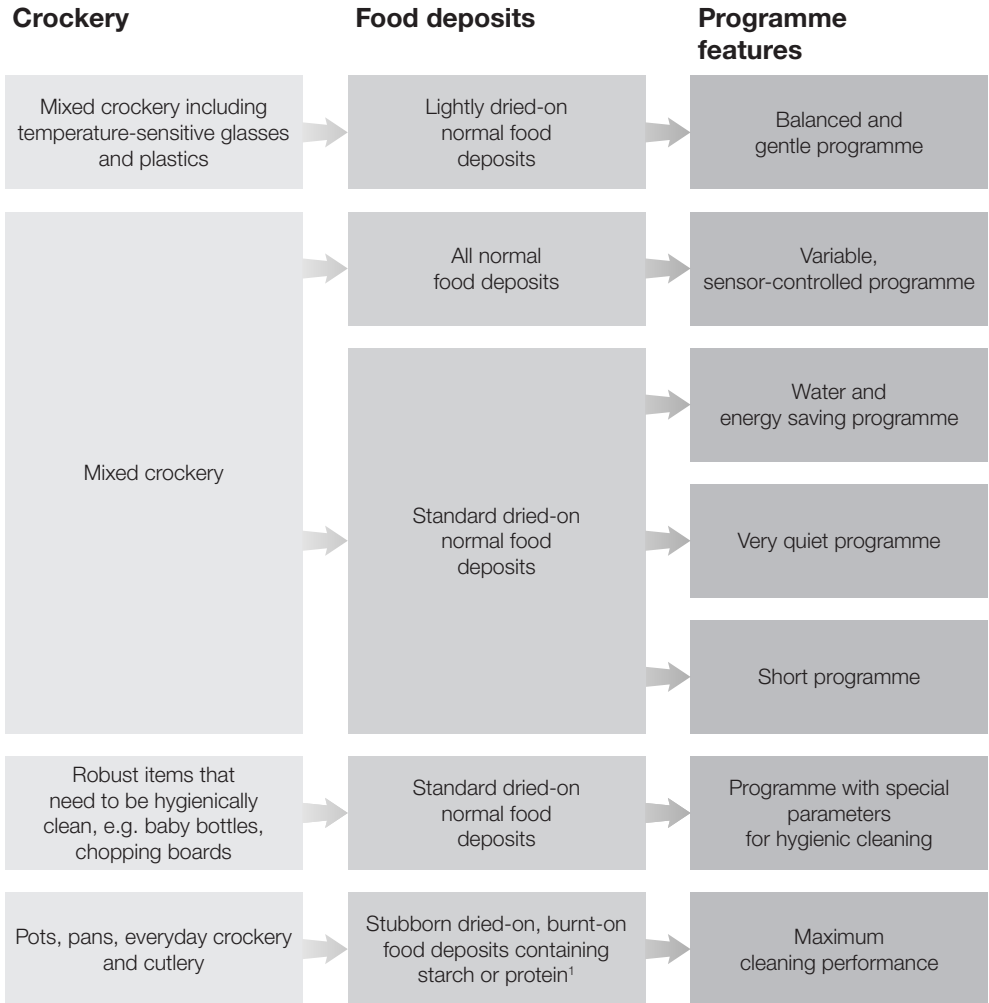 Crockery
Food deposits
Programme
features
Mixed crockery including
temperature-sensitive glasses
and plastics
Lightly dried-on
normal food
deposits
Balanced and
gentle programme
Mixed crockery
All normal
food deposits
Variable,
sensor-controlled programme
Standard dried-on
normal food
deposits
Water and
energy saving programme
Very quiet programme
Short programme
Robust items that
need to be hygienically
clean, e.g. baby bottles,
chopping boards
Standard dried-on
normal food
deposits
Programme with special
parameters
for hygienic cleaning
Pots, pans, everyday crockery
and cutlery
Stubborn dried-on, burnt-on
food deposits containing
starch or protein¹
Maximum
cleaning performance